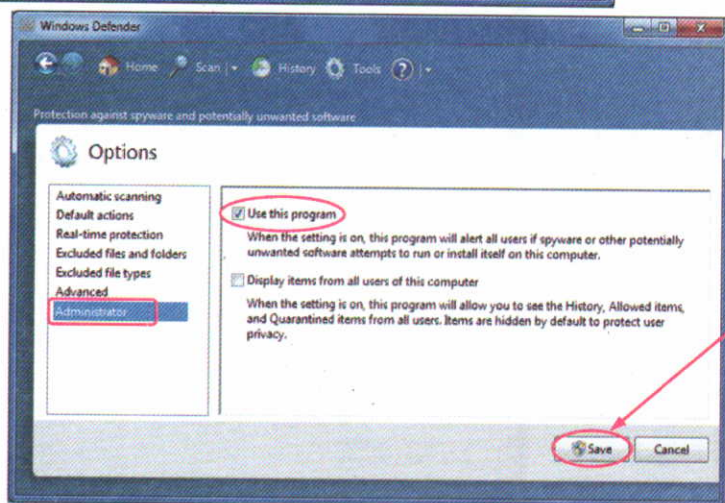 Windows Defender
Home Scan History Tools ?
Protection against spyware and potentially unwanted software
Options
Automatic scanning
Default actions
Real-time protection
Excluded files and folders
Excluded file types
Advanced
Administrator
Use this program
When the setting is on, this program will alert all users if spyware or other potentially
unwanted software attempts to run or install itself on this computer.
Display items from all users of this computer
When the setting is on, this program will allow you to see the History, Allowed items,
and Quarantined items from all users. Items are hidden by default to protect user
privacy.
Save Cancel